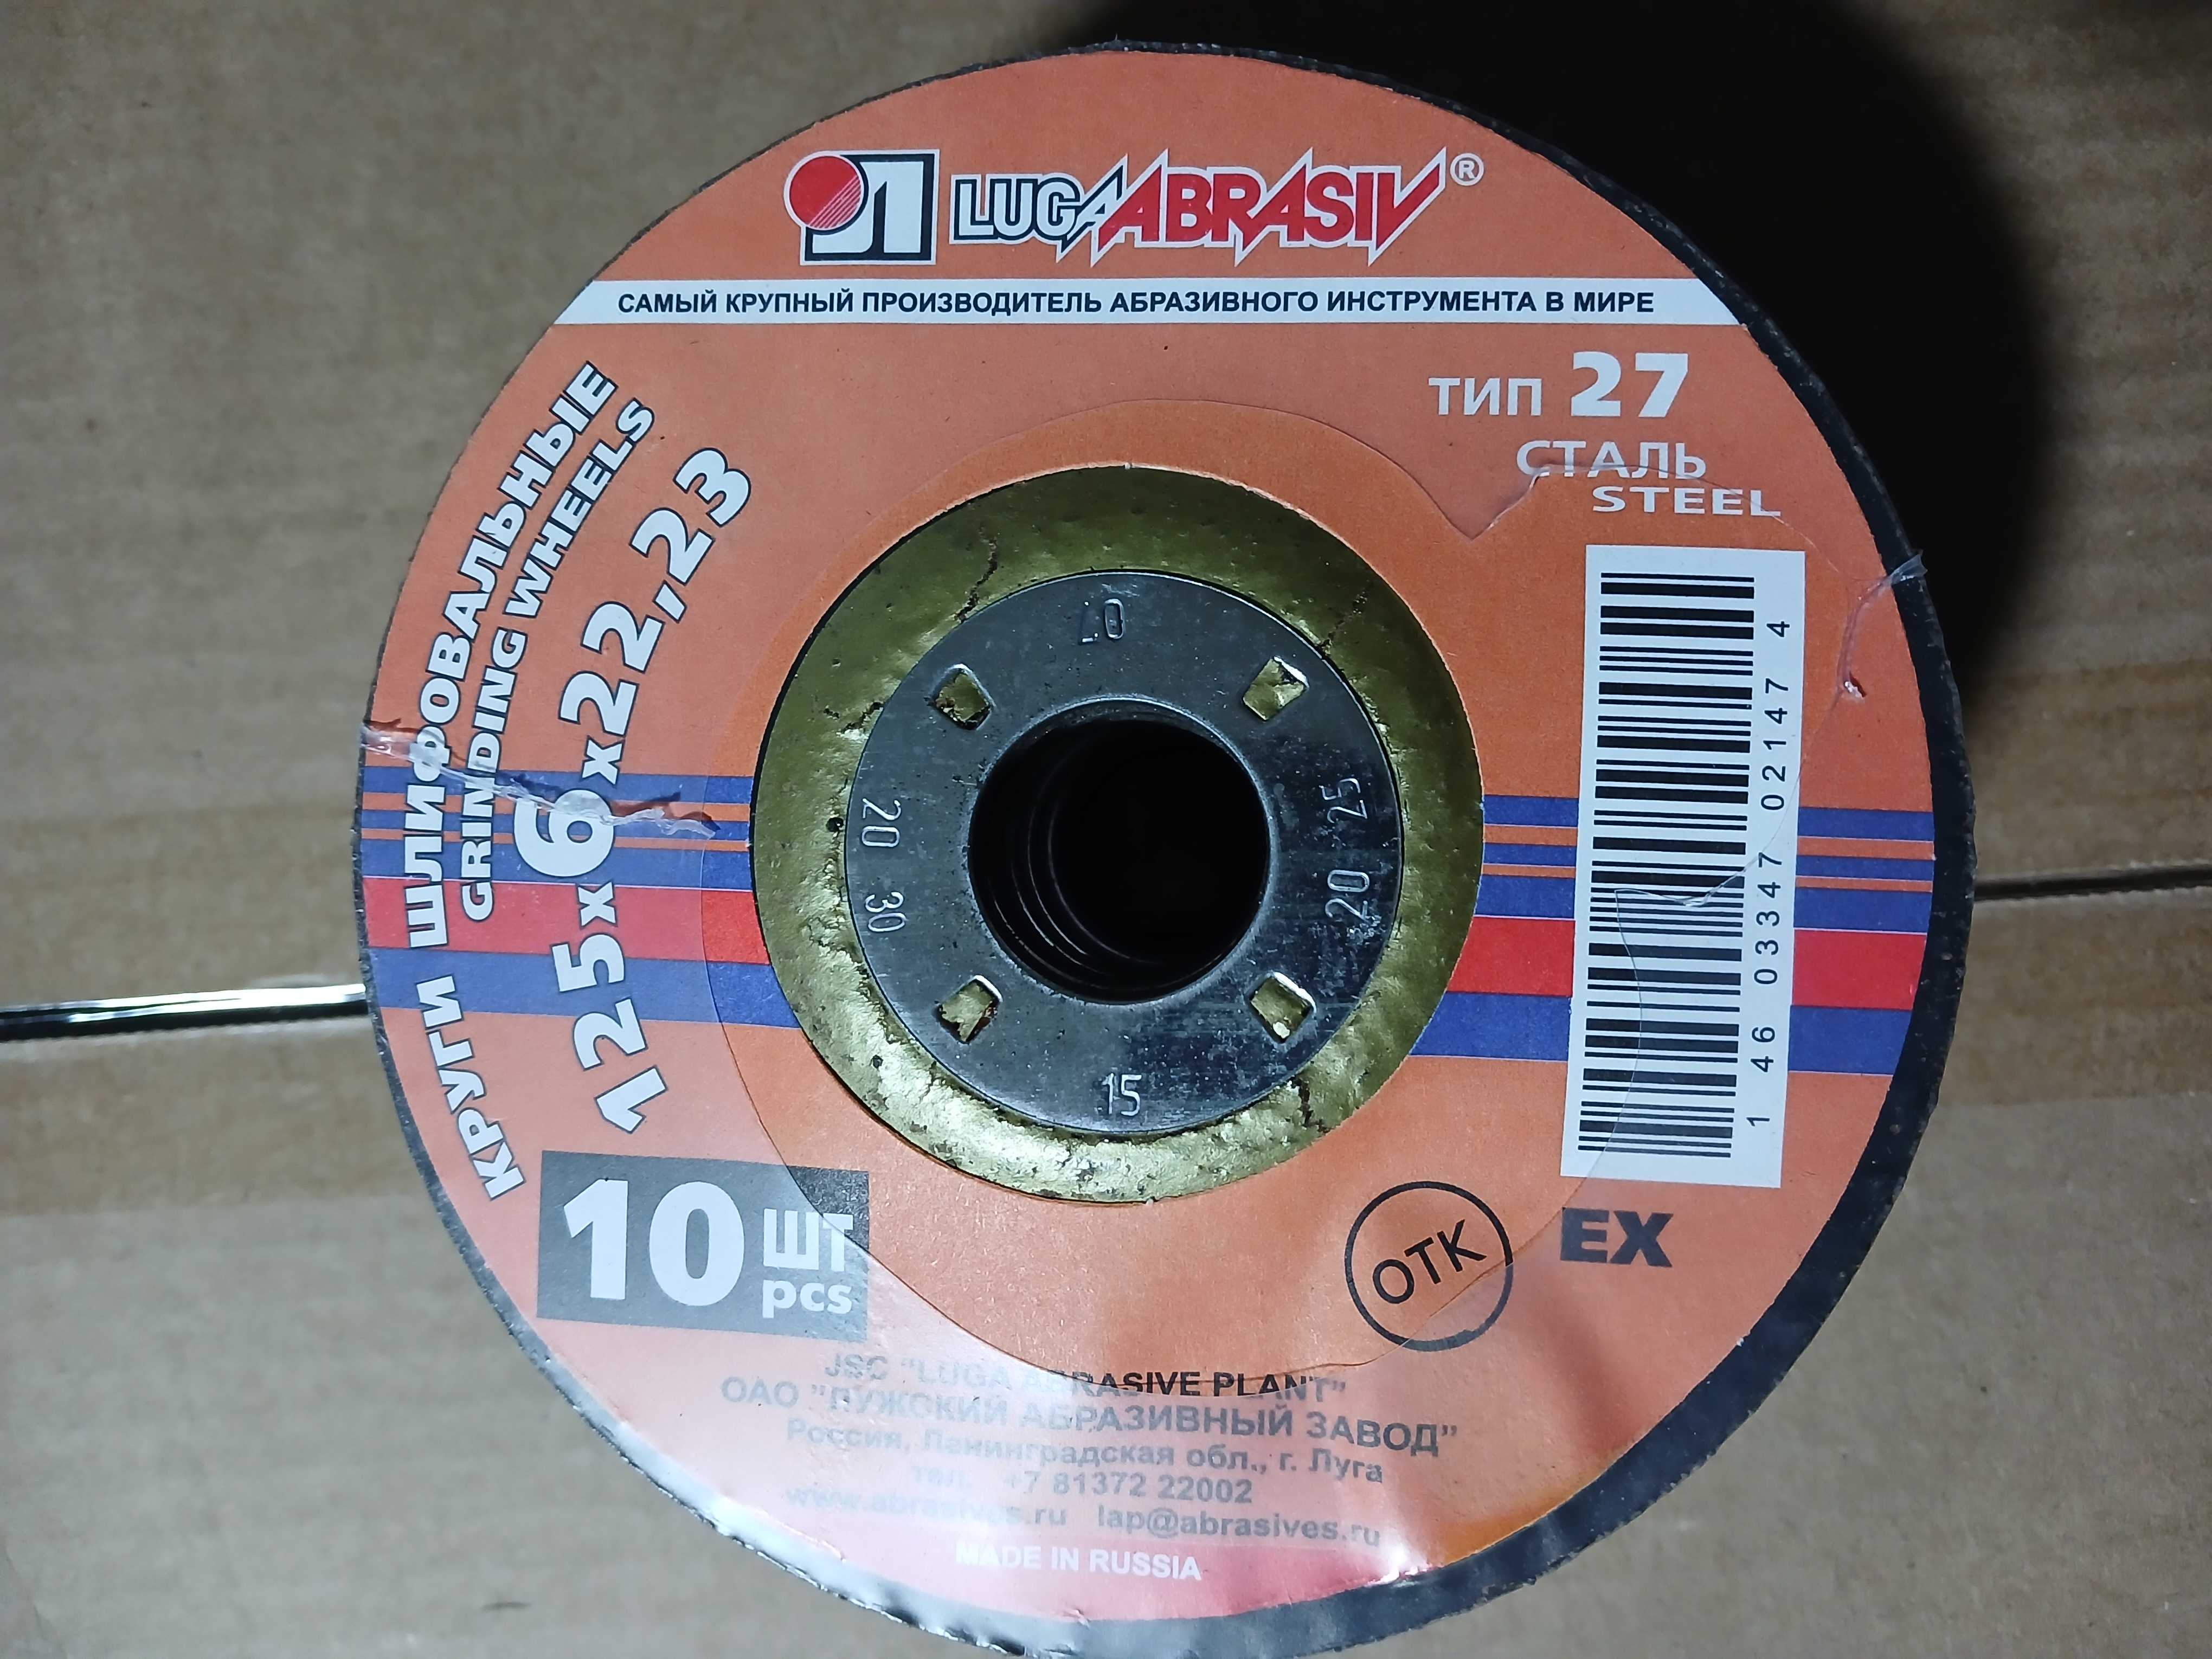 LUGAABRASIV®
САМЫЙ КРУПНЫЙ ПРОИЗВОДИТЕЛЬ АБРАЗИВНОГО ИНСТРУМЕНТА В МИРЕ
ТИП 27
СТАЛЬ
STEEL
КРУГИ ШЛИФОВАЛЬНЫЕ
GRINDING WHEELS
125x6x22,23
20 25
20 30
15
1 46 03347 02147 4
10 ШТ
pcs
ОТК
EX
JSC "LUGA ABRASIVE PLANT"
ОАО "ЛУЖСКИЙ АБРАЗИВНЫЙ ЗАВОД"
Россия, Ленинградская обл., г. Луга
тел. +7 81372 22002
www.abrasives.ru lap@abrasives.ru
MADE IN RUSSIA